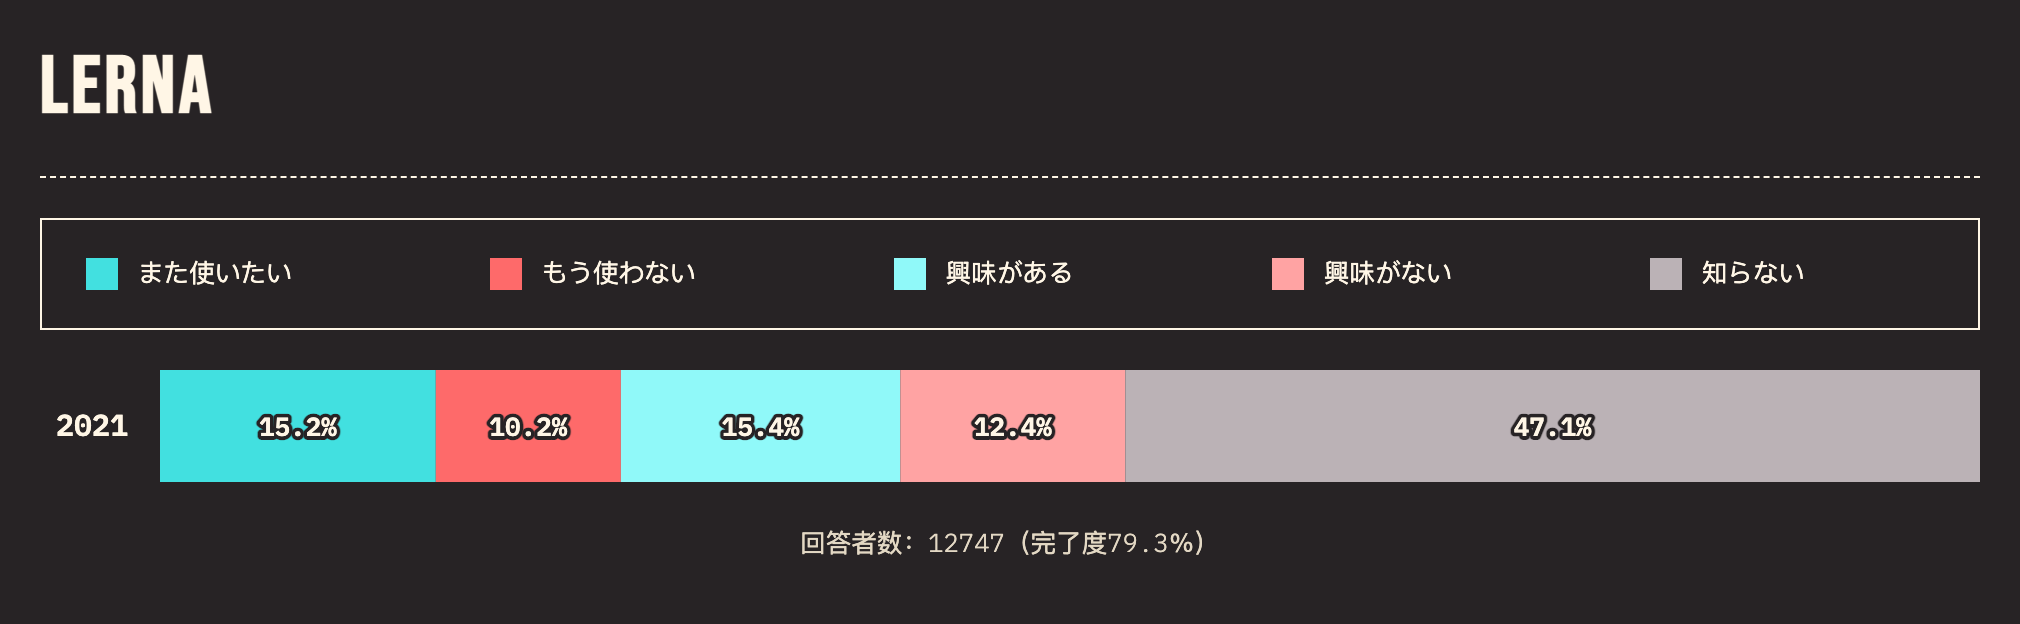 LERNA
また使いたい もう使わない 興味がある 興味がない 知らない
2021 15.2% 10.2% 15.4% 12.4% 47.1%
回答者数: 12747 (完了度79.3%)